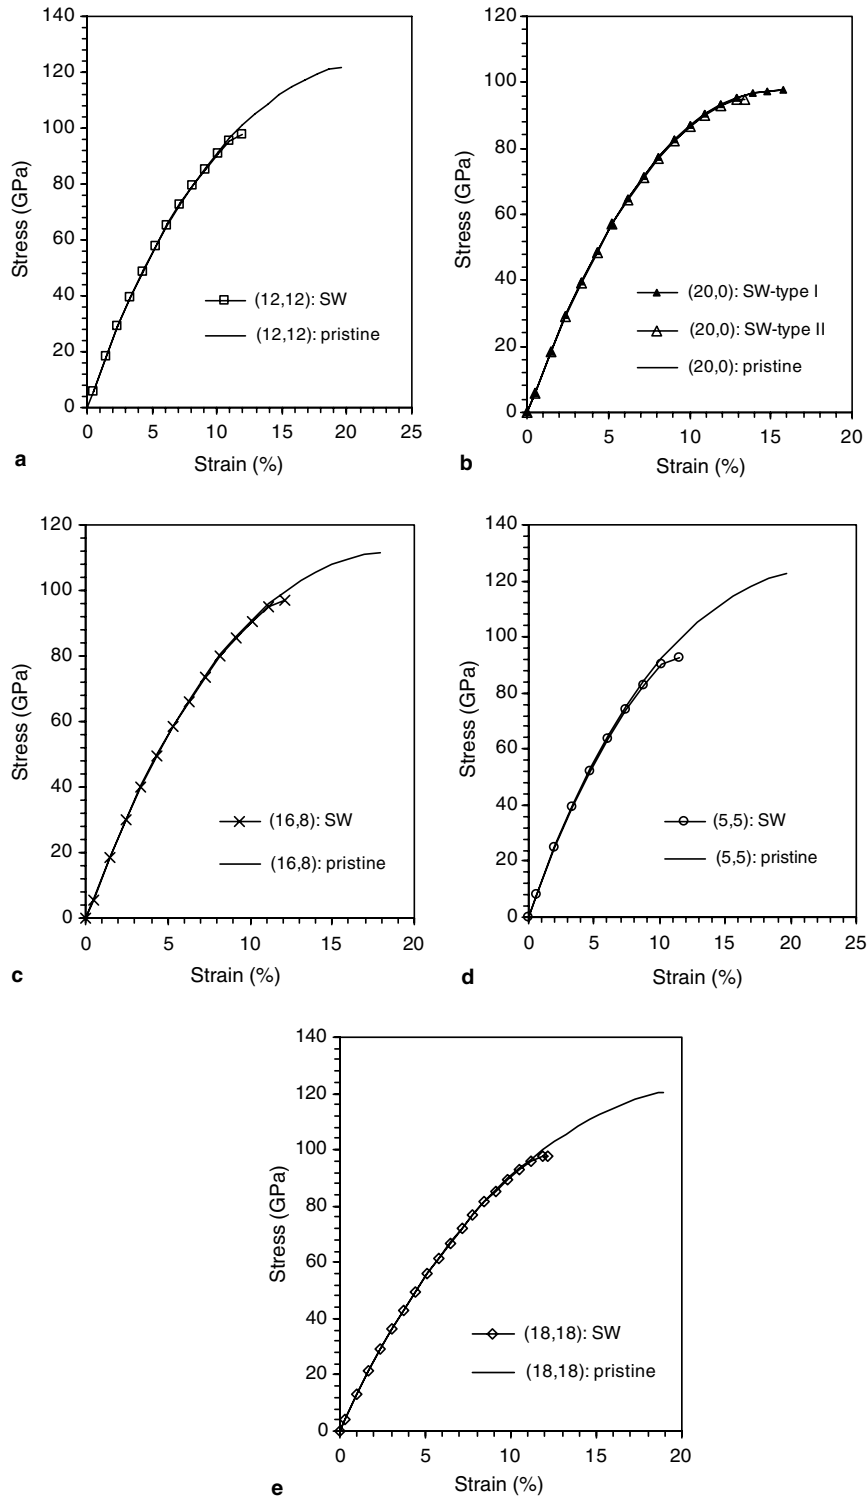 140
120
100
80
60
40
20
0
0 5 10 15 20 25
Stress (GPa)
Strain (%)
(12,12): SW
(12,12): pristine
a
120
100
80
60
40
20
0
0 5 10 15 20
Stress (GPa)
Strain (%)
(20,0): SW-type I
(20,0): SW-type II
(20,0): pristine
b
120
100
80
60
40
20
0
0 5 10 15 20
Stress (GPa)
Strain (%)
(16,8): SW
(16,8): pristine
c
140
120
100
80
60
40
20
0
0 5 10 15 20 25
Stress (GPa)
Strain (%)
(5,5): SW
(5,5): pristine
d
140
120
100
80
60
40
20
0
0 5 10 15 20
Stress (GPa)
Strain (%)
(18,18): SW
(18,18): pristine
e